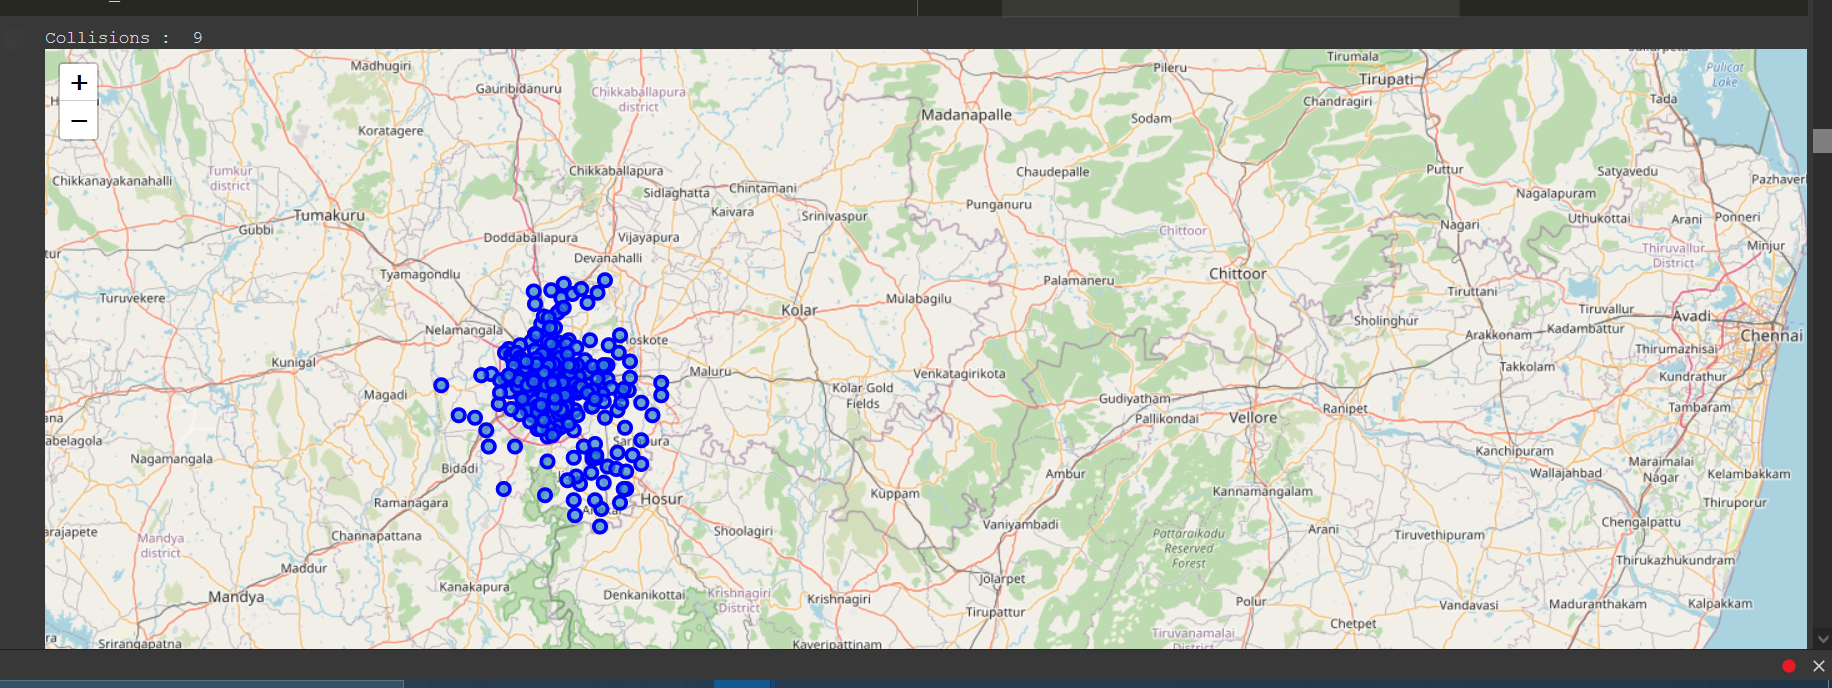 Collisions :  9
+
−
Madhugiri
Gauribidanuru
Chikkaballapura
district
Koratagere
Pileru
Tirumala
Tirupati
Chandragiri
Madanapalle
Sodam
Pulicat
Lake
Tada
Chikkanayakanahalli
Tumkur
district
Chikkaballapura
Sidlaghatta
Chintamani
Chaudepalle
Puttur
Satyavedu
Nagalapuram
Tumakuru
Gubbi
Kaivara
Srinivaspur
Punganuru
Chittoor
Nagari
Uthukottai
Arani
Ponneri
Doddaballapura
Vijayapura
Devanahalli
Thiruvallur
District
Minjur
Tyamagondlu
Turuvekere
Palamaneru
Chittoor
Tiruttani
Mulabagilu
Kolar
Nelamangala
Sholinghur
Tiruvallur
Avadi
Arakkonam
Kadambattur
Chennai
Kunigal
Magadi
Maluru
Venkatagirikota
Kolar Gold
Fields
Thirumazhisai
Takkolam
Kundrathur
Gudiyatham
Pallikondai
Vellore
Ranipet
Tambaram
Nagamangala
Bidadi
Ramanagara
Hosur
Kuppam
Ambur
Kannamangalam
Kanchipuram
Wallajahbad
Maraimalai
Nagar
Kelambakkam
Thiruporur
Mandya
district
Channapattana
Shoolagiri
Vaniyambadi
Pattaraikadu
Reserved
Forest
Arani
Tiruvethipuram
Chengalpattu
Thirukazhukundram
Maddur
Mandya
Kanakapura
Denkanikottai
Krishnagiri
District
Krishnagiri
Jolarpet
Tirupattur
Polur
Vandavasi
Maduranthakam
Kalpakkam
Srirangapatna
Kaveripattinam
Tiruvanamalai
District
Chetpet